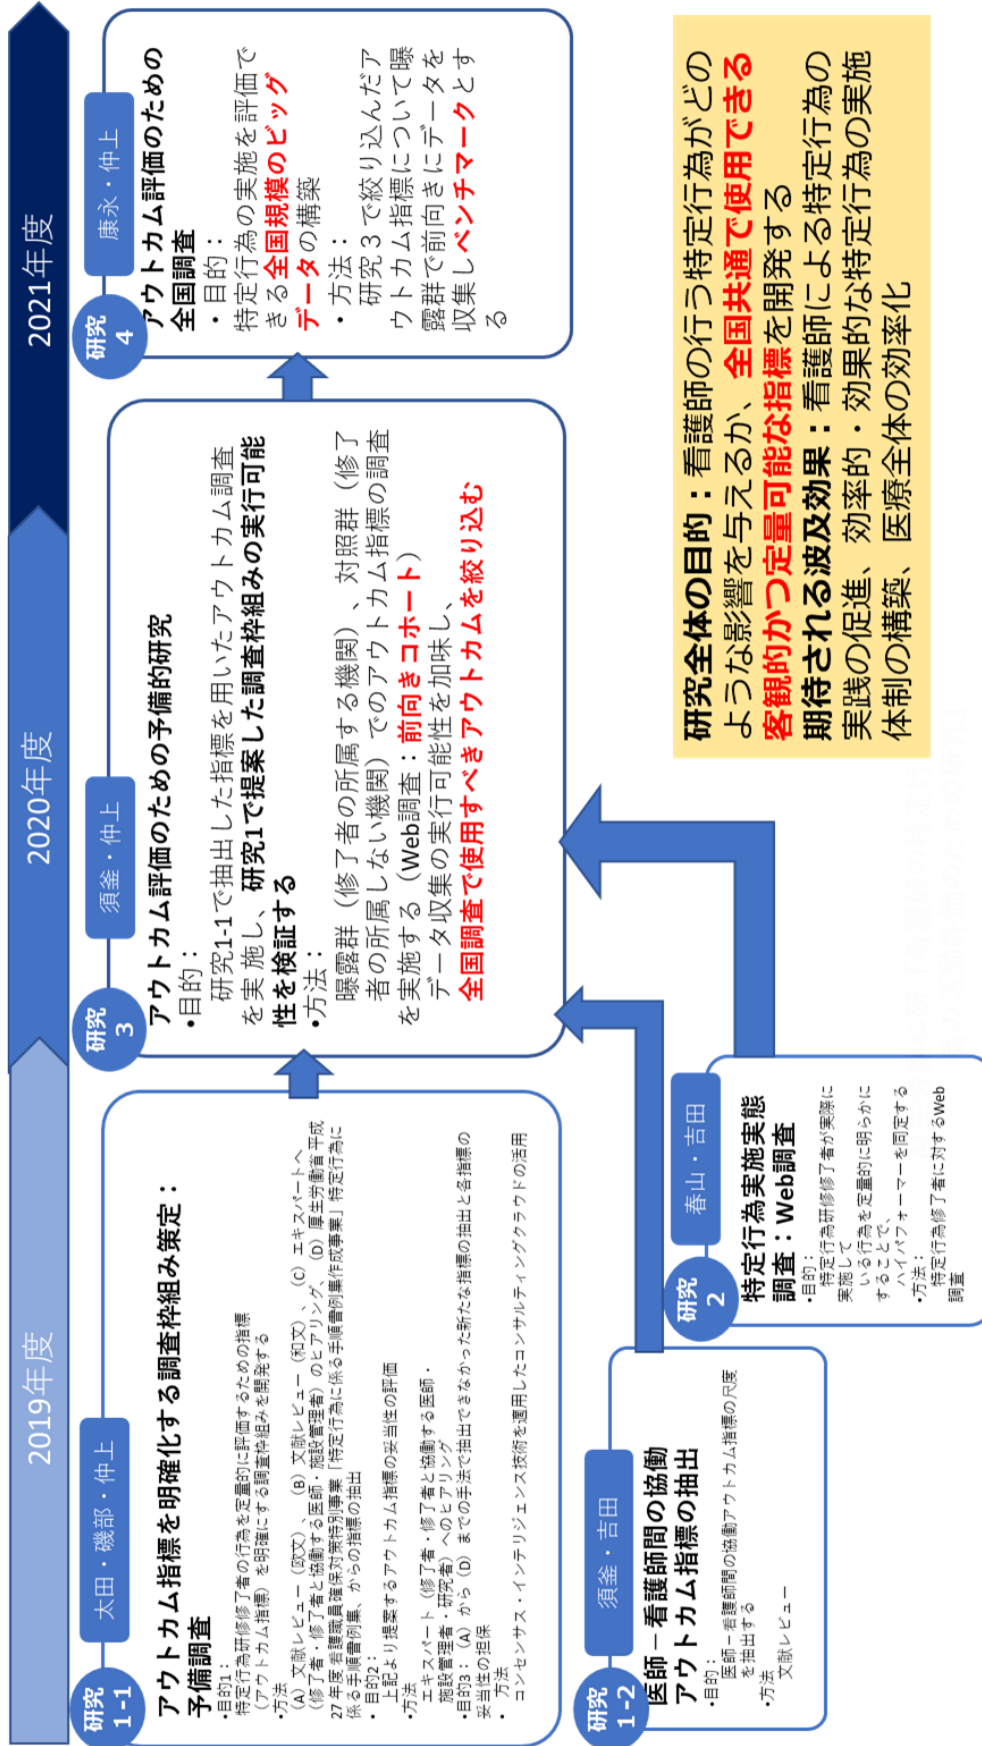 2019年度
2020年度
2021年度
研究
1-1
太田・磯部・仲上
アウトカム指標を明確化する調査枠組み策定：
予備調査
・目的1：
特定行為研修修了者の行為を定量的に評価するための指標
（アウトカム指標）を明確にする調査枠組みを開発する
・方法
（A）文献レビュー（欧文）、（B）文献レビュー（和文）、（C）エキスパートへ
（修了者・修了者と協働する医師・施設管理者）のヒアリング、（D）厚生労働省 平成
27年度 看護職員確保対策特別事業「特定行為に係る手順書例集作成事業」特定行為に
係る手順書例集、からの指標の抽出
・目的2：
上記より提案するアウトカム指標の妥当性の評価
・方法
エキスパート（修了者・修了者と協働する医師・
施設管理者・研究者）へのヒアリング
・目的3：（A）から（D）までの手法で抽出できなかった新たな指標の抽出と各指標の
妥当性の担保
・方法
コンセンサス・インテリジェンス技術を適用したコンサルティングクラウドの活用
研究
1-2
須釜・吉田
医師－看護師間の協働
アウトカム指標の抽出
・目的：
医師－看護師間の協働アウトカム指標の尺度
を抽出する
・方法
文献レビュー
研究
2
春山・吉田
特定行為実施実態
調査：Web調査
・目的：
特定行為研修修了者が実際に
実施して
いる行為を定量的に明らかに
することで、
ハイパフォーマーを同定する
・方法：
特定行為修了者に対するWeb
調査
研究
3
須釜・仲上
アウトカム評価のための予備的研究
・目的：
研究1-1で抽出した指標を用いたアウトカム調査
を実 施し、研究1で提案した調査枠組みの実行可能
性を検証する
・方法：
曝露群（修了者の所属する機関）、対照群（修了
者の所属しない機関）でのアウトカム指標の調査
を実施する（Web調査：前向きコホート）
データ収集の実行可能性を加味し、
全国調査で使用すべきアウトカムを絞り込む
研究
4
康永・仲上
アウトカム評価のための
全国調査
・目的：
特定行為の実施を評価で
きる全国規模のビッグ
データの構築
・方法：
研究３で絞り込んだア
ウトカム指標について曝
露群で前向きにデータを
収集しベンチマークとす
る
研究全体の目的：看護師の行う特定行為がどの
ような影響を与えるか、全国共通で使用できる
客観的かつ定量可能な指標を開発する
期待される波及効果：看護師による特定行為の
実践の促進、効率的・効果的な特定行為の実施
体制の構築、医療全体の効率化